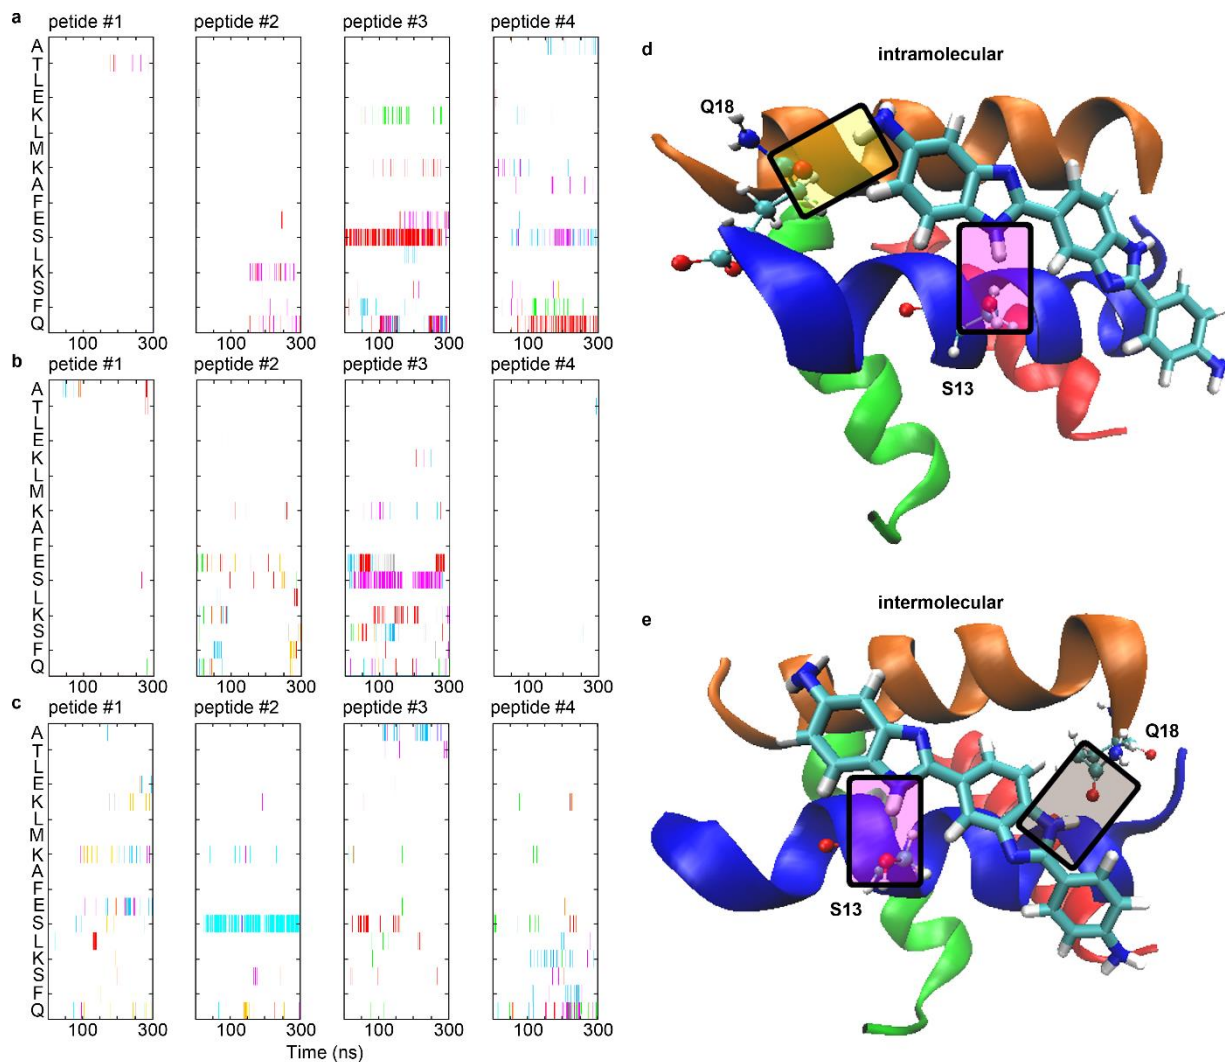 a
petide #1 peptide #2 peptide #3 peptide #4
A
T
L
E
K
L
M
K
A
F
E
S
L
K
S
F
Q
100 300 100 300 100 300 100 300
b
petide #1 peptide #2 peptide #3 peptide #4
A
T
L
E
K
L
M
K
A
F
E
S
L
K
S
F
Q
100 300 100 300 100 300 100 300
c
petide #1 peptide #2 peptide #3 peptide #4
A
T
L
E
K
L
M
K
A
F
E
S
L
K
S
F
Q
100 300 100 300 100 300 100 300
Time (ns)
d
intramolecular
Q18
S13
intermolecular
e
Q18
S13